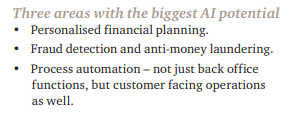 Three areas with the biggest AI potential
• Personalised financial planning.
• Fraud detection and anti-money laundering.
• Process automation – not just back office
functions, but customer facing operations
as well.